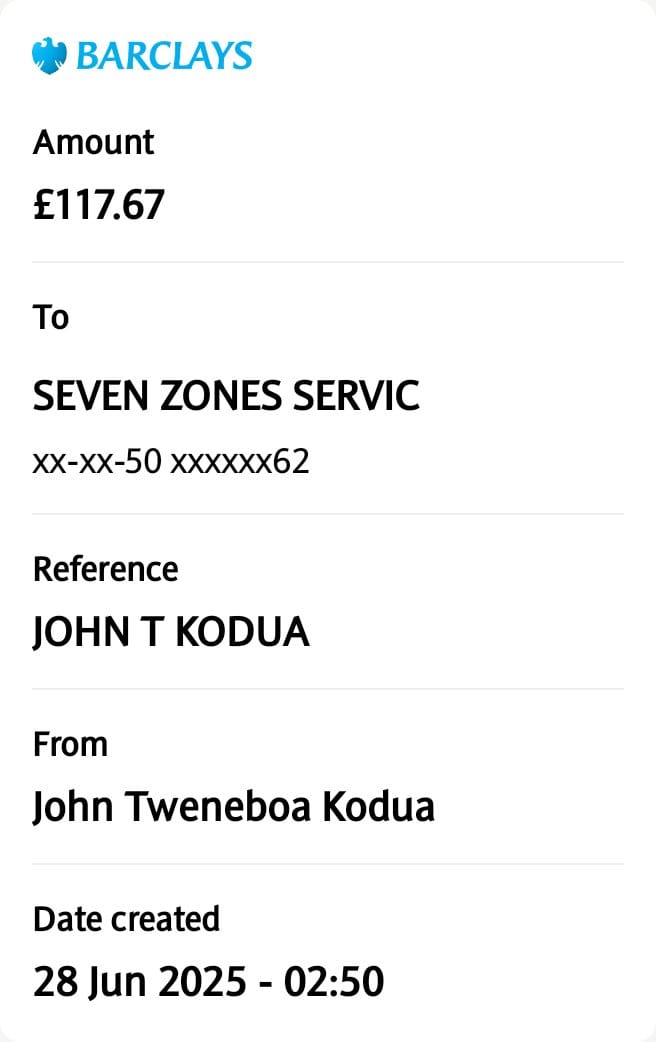 BARCLAYS
Amount
£117.67
To
SEVEN ZONES SERVIC
xx-xx-50 xxxxxx62
Reference
JOHN T KODUA
From
John Tweneboa Kodua
Date created
28 Jun 2025 - 02:50